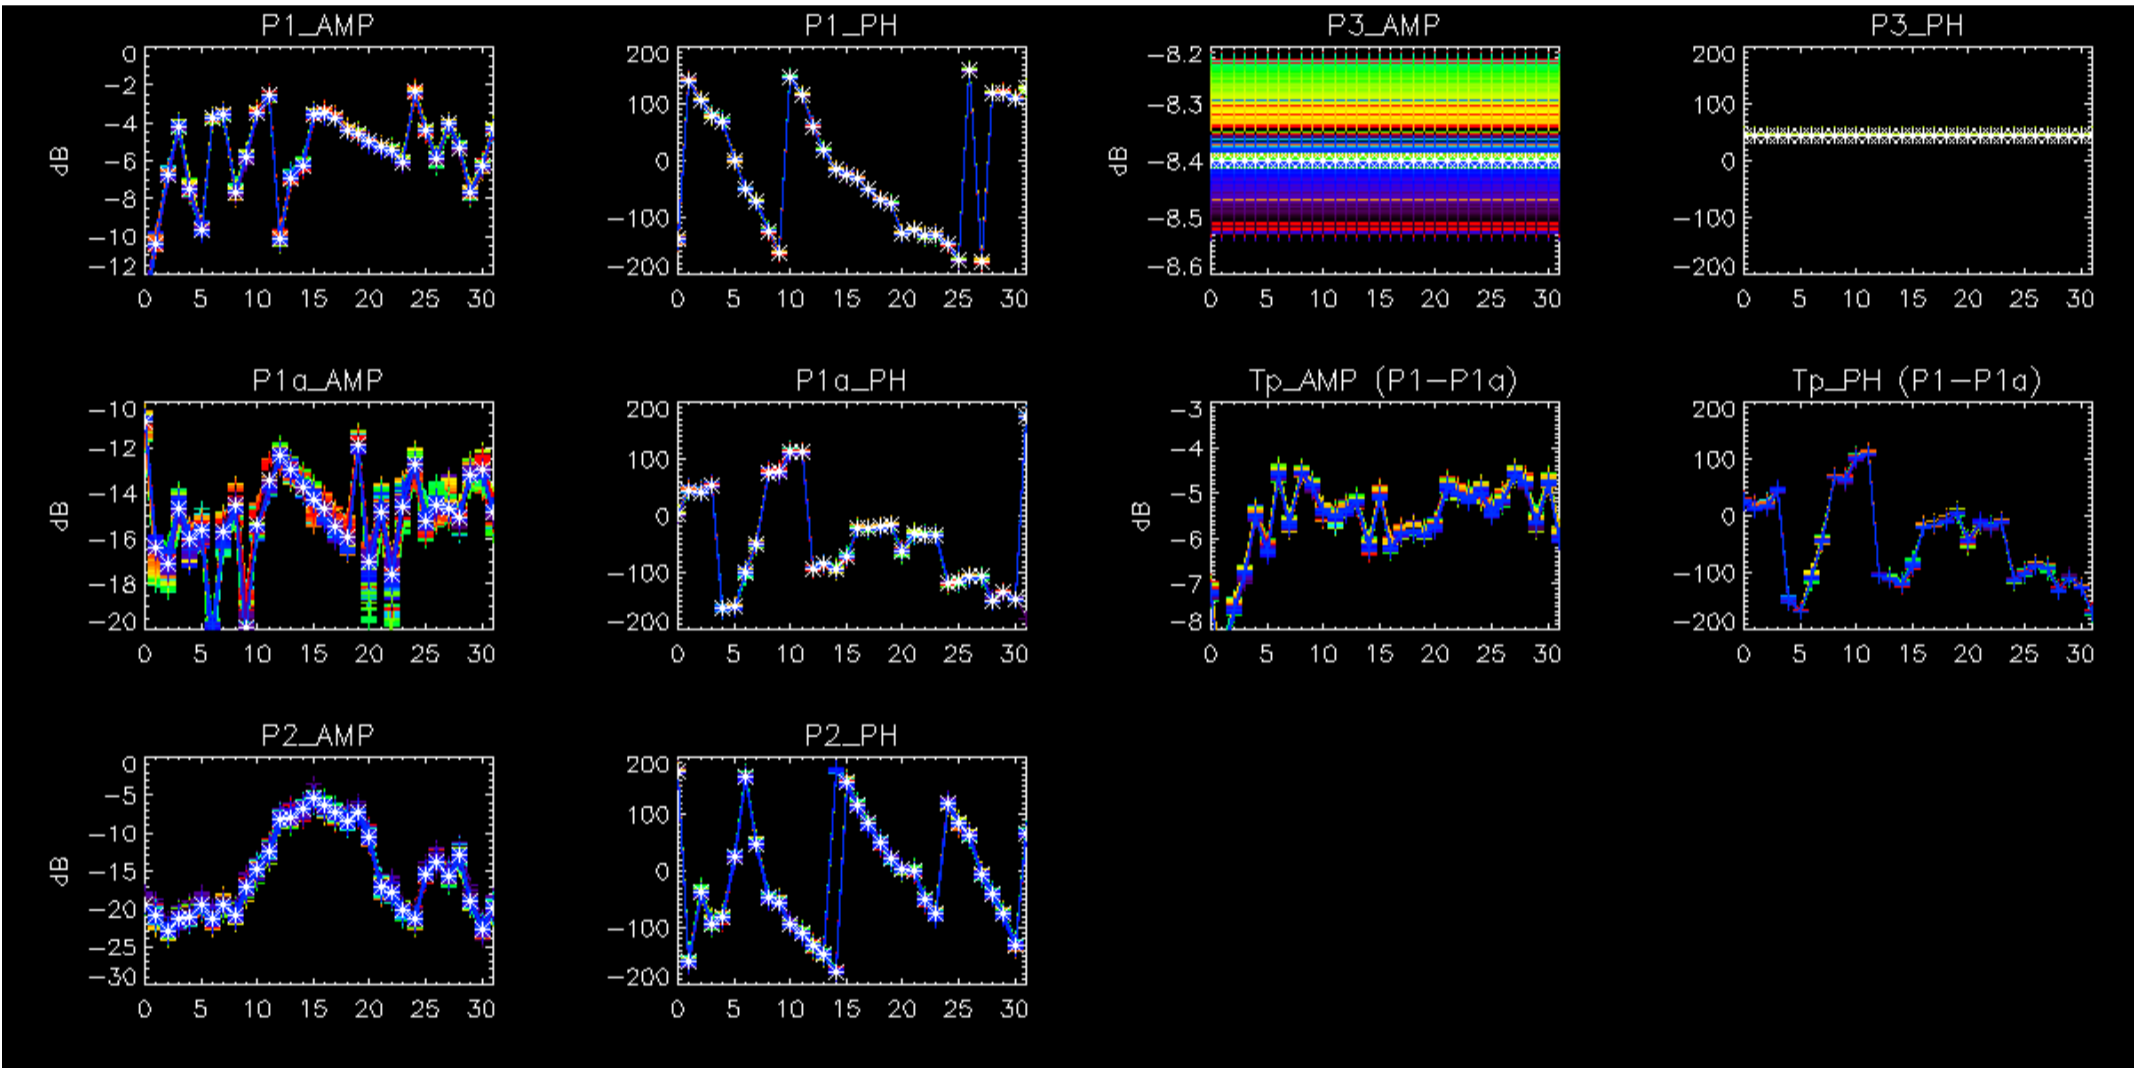 P1_AMP
P1_PH
P3_AMP
P3_PH
0
−2
−4
−6
−8
−10
−12
dB
0 5 10 15 20 25 30
200
100
0
−100
−200
0 5 10 15 20 25 30
−8.2
−8.3
−8.4
−8.5
−8.6
dB
0 5 10 15 20 25 30
200
100
0
−100
−200
0 5 10 15 20 25 30
P1a_AMP
P1a_PH
Tp_AMP (P1−P1a)
Tp_PH (P1−P1a)
−10
−12
−14
−16
−18
−20
dB
0 5 10 15 20 25 30
200
100
0
−100
−200
0 5 10 15 20 25 30
−3
−4
−5
−6
−7
−8
dB
0 5 10 15 20 25 30
200
100
0
−100
−200
0 5 10 15 20 25 30
P2_AMP
P2_PH
0
−5
−10
−15
−20
−25
−30
dB
0 5 10 15 20 25 30
200
100
0
−100
−200
0 5 10 15 20 25 30